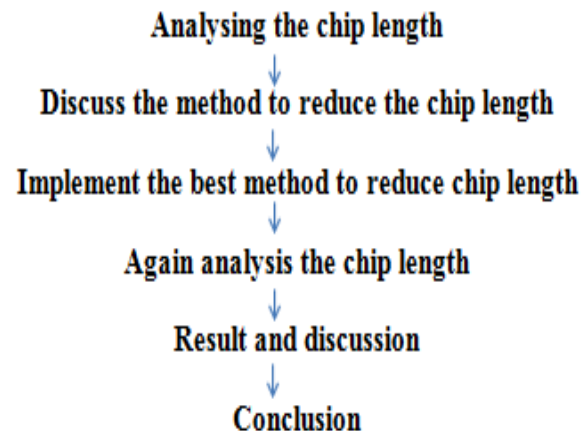 Analysing the chip length
Discuss the method to reduce the chip length
Implement the best method to reduce chip length
Again analysis the chip length
Result and discussion
Conclusion